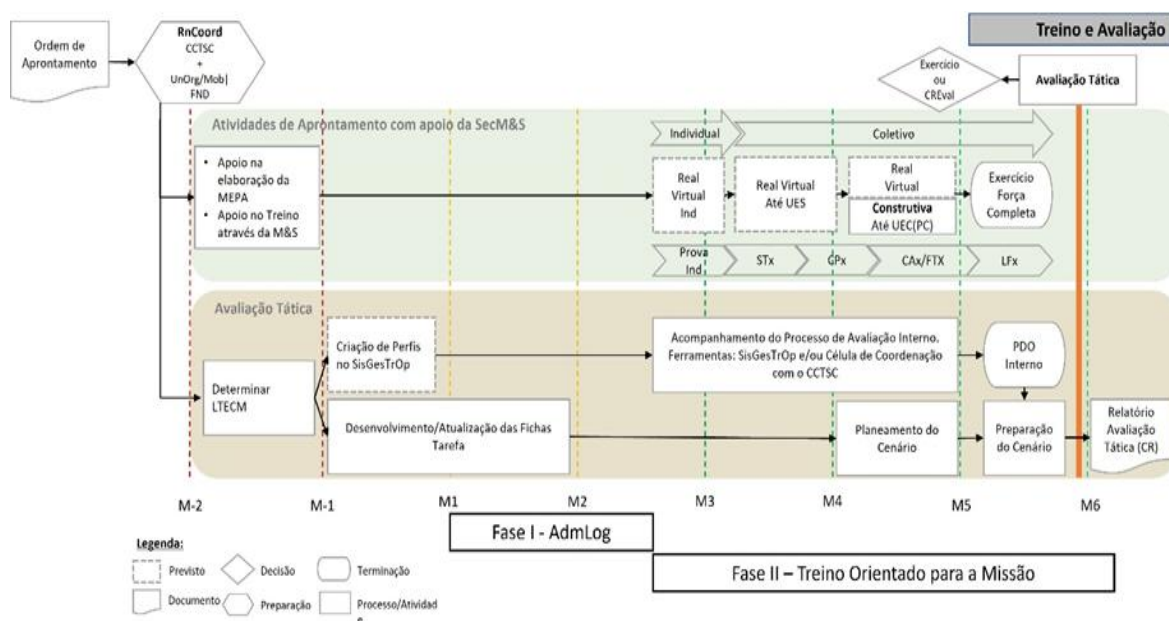 Treino e Avaliação
Ordem de
Aprontamento
RnCoord
CCTSC
+
UnOrg/Mob|
FND
Exercício
ou
CREval
Avaliação Tática
Atividades de Aprontamento com apoio da SecM&S
Individual
Coletivo
• Apoio na
elaboração da
MEPA
• Apoio no Treino
através da M&S
Real
Virtual
Ind
Real Virtual
Até UES
Real
Virtual
Construtiva
Até UEC(PC)
Exercício
Força
Completa
Prova
Ind
STx
GPx
CAx/FTX
LFx
Avaliação Tática
Criação de Perfis
no SisGesTrOp
Acompanhamento do Processo de Avaliação Interno.
Ferramentas: SisGesTrOp e/ou Célula de Coordenação
com o CCTSC
PDO
Interno
Determinar
LTECM
Desenvolvimento/Atualização das Fichas
Tarefa
Planeamento do
Cenário
Preparação
do Cenário
Relatório
Avaliação
Tática (CR)
M-2
M-1
M1
M2
M3
M4
M5
M6
Fase I - AdmLog
Fase II – Treino Orientado para a Missão
Legenda:
Previsto
Decisão
Terminação
Documento
Preparação
Processo/Atividad